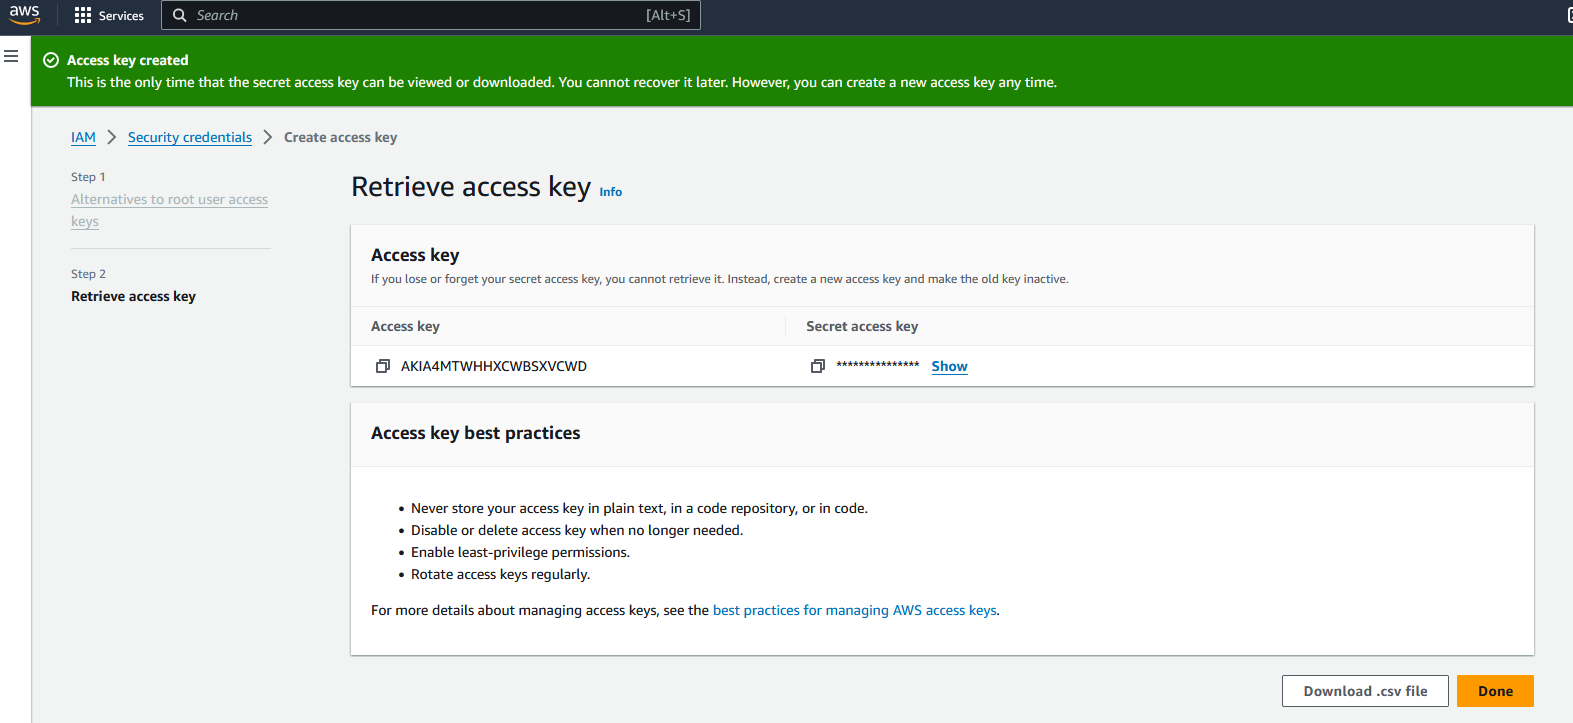 aws
Services
Search
[Alt+S]
Access key created
This is the only time that the secret access key can be viewed or downloaded. You cannot recover it later. However, you can create a new access key any time.
IAM > Security credentials > Create access key
Step 1
Alternatives to root user access
keys
Step 2
Retrieve access key
Retrieve access key Info
Access key
If you lose or forget your secret access key, you cannot retrieve it. Instead, create a new access key and make the old key inactive.
Access key
Secret access key
AKIA4MTWHHXCWBSXVCWD
*************** Show
Access key best practices
• Never store your access key in plain text, in a code repository, or in code.
• Disable or delete access key when no longer needed.
• Enable least-privilege permissions.
• Rotate access keys regularly.
For more details about managing access keys, see the best practices for managing AWS access keys.
Download .csv file
Done